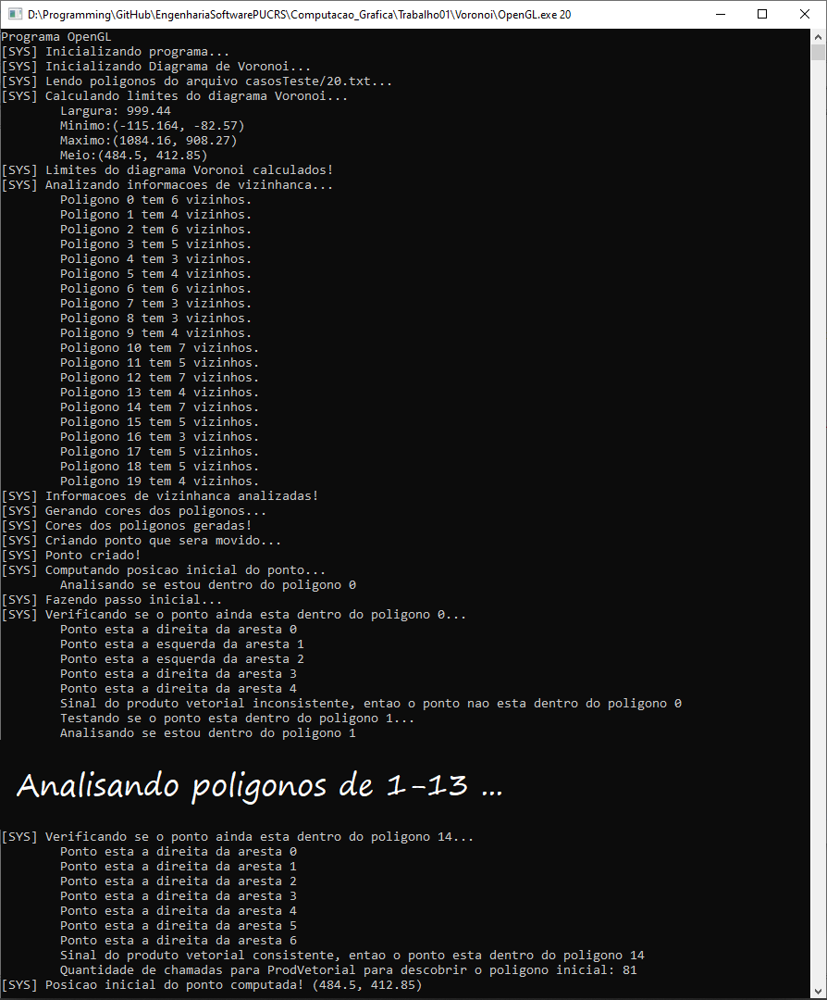 D:\Programming\GitHub\EngenhariaSoftwarePUCRS\Computacao_Grafica\Trabalho01\Voronoi\OpenGL.exe 20
Programa OpenGL
[SYS] Inicializando programa...
[SYS] Inicializando Diagrama de Voronoi...
[SYS] Lendo poligonos do arquivo casosTeste/20.txt...
[SYS] Calculando limites do diagrama Voronoi...
Largura: 999.44
Minimo:(-115.164, -82.57)
Maximo:(1084.16, 908.27)
Meio:(484.5, 412.85)
[SYS] Limites do diagrama Voronoi calculados!
[SYS] Analizando informacoes de vizinhanca...
Poligono 0 tem 6 vizinhos.
Poligono 1 tem 4 vizinhos.
Poligono 2 tem 6 vizinhos.
Poligono 3 tem 5 vizinhos.
Poligono 4 tem 3 vizinhos.
Poligono 5 tem 4 vizinhos.
Poligono 6 tem 6 vizinhos.
Poligono 7 tem 3 vizinhos.
Poligono 8 tem 3 vizinhos.
Poligono 9 tem 4 vizinhos.
Poligono 10 tem 7 vizinhos.
Poligono 11 tem 5 vizinhos.
Poligono 12 tem 7 vizinhos.
Poligono 13 tem 4 vizinhos.
Poligono 14 tem 7 vizinhos.
Poligono 15 tem 5 vizinhos.
Poligono 16 tem 3 vizinhos.
Poligono 17 tem 5 vizinhos.
Poligono 18 tem 5 vizinhos.
Poligono 19 tem 4 vizinhos.
[SYS] Informacoes de vizinhanca analizadas!
[SYS] Gerando cores dos poligonos...
[SYS] Cores dos poligonos geradas!
[SYS] Criando ponto que sera movido...
[SYS] Ponto criado!
[SYS] Computando posicao inicial do ponto...
Analisando se estou dentro do poligono 0
[SYS] Fazendo passo inicial...
[SYS] Verificando se o ponto ainda esta dentro do poligono 0...
Ponto esta a direita da aresta 0
Ponto esta a esquerda da aresta 1
Ponto esta a esquerda da aresta 2
Ponto esta a direita da aresta 3
Ponto esta a direita da aresta 4
Sinal do produto vetorial inconsistente, entao o ponto nao esta dentro do poligono 0
Testando se o ponto esta dentro do poligono 1...
Analisando se estou dentro do poligono 1
Analisando poligonos de 1-13 ...
[SYS] Verificando se o ponto ainda esta dentro do poligono 14...
Ponto esta a direita da aresta 0
Ponto esta a direita da aresta 1
Ponto esta a direita da aresta 2
Ponto esta a direita da aresta 3
Ponto esta a direita da aresta 4
Ponto esta a direita da aresta 5
Ponto esta a direita da aresta 6
Sinal do produto vetorial consistente, entao o ponto esta dentro do poligono 14
Quantidade de chamadas para ProdVetorial para descobrir o poligono inicial: 81
[SYS] Posicao inicial do ponto computada! (484.5, 412.85)